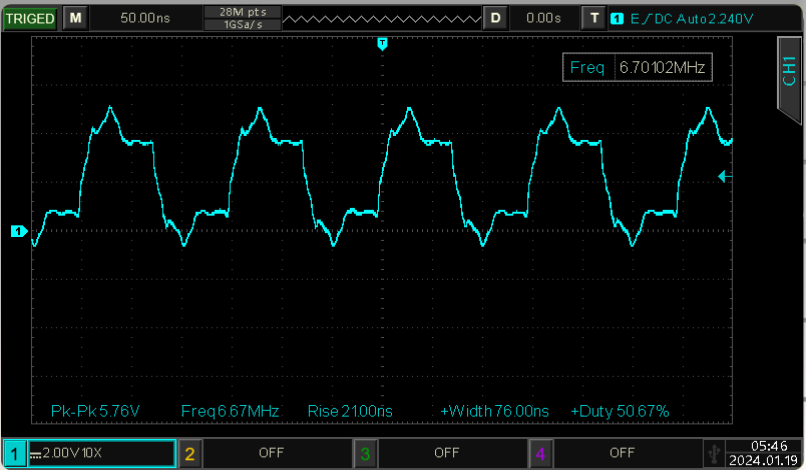 TRIGED M 50.00ns 28M pts D 0.00s T 1 E DC Auto 2.240V
1GSa/s
T
Freq 6.70102MHz
CH1
1
Pk-Pk 5.76V Freq 6.67MHz Rise 21.00ns +Width 76.00ns +Duty 50.67%
1 2.00V 10X 2 OFF 3 OFF 4 OFF 05:46
2024.01.19